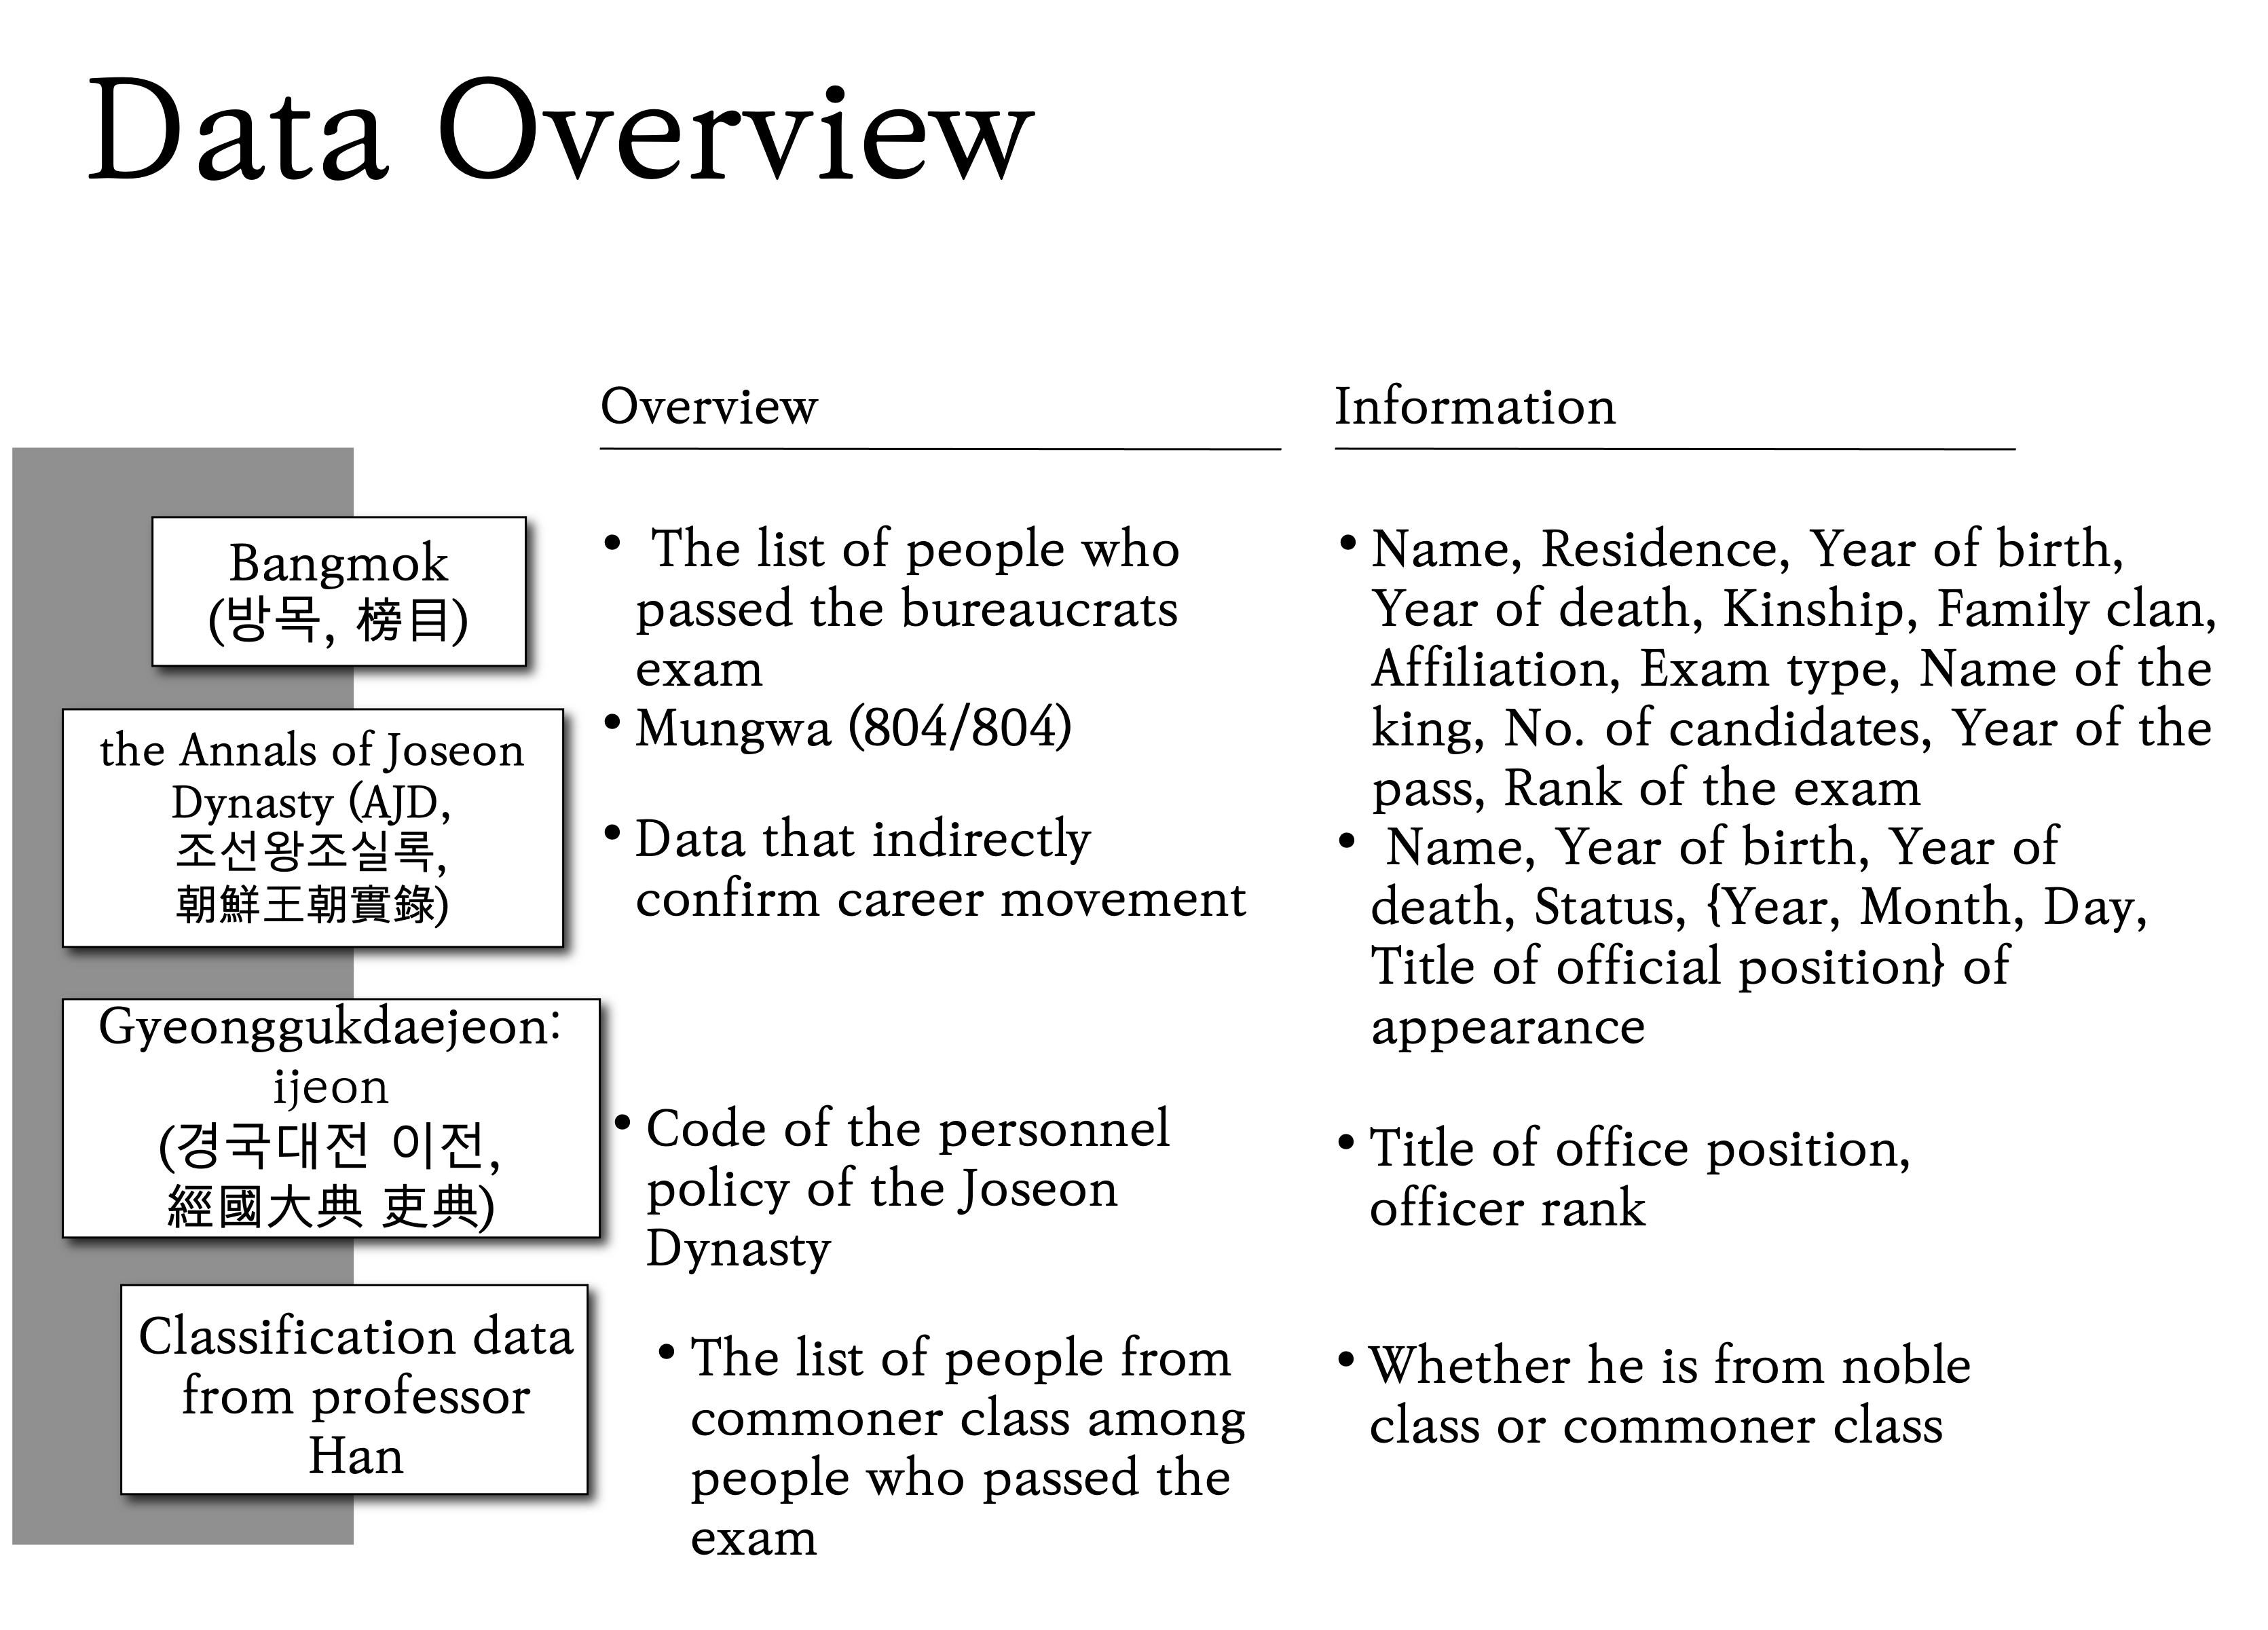 Data Overview
Overview
Information
Bangmok
(방목, 榜目)
• The list of people who
passed the bureaucrats
exam
• Mungwa (804/804)
• Name, Residence, Year of birth,
Year of death, Kinship, Family clan,
Affiliation, Exam type, Name of the
king, No. of candidates, Year of the
pass, Rank of the exam
the Annals of Joseon
Dynasty (AJD,
조선왕조실록,
朝鮮王朝實錄)
• Data that indirectly
confirm career movement
• Name, Year of birth, Year of
death, Status, {Year, Month, Day,
Title of official position} of
appearance
Gyeonggukdaejeon:
ijeon
(경국대전 이전,
經國大典 吏典)
• Code of the personnel
policy of the Joseon
Dynasty
• Title of office position,
officer rank
Classification data
from professor
Han
• The list of people from
commoner class among
people who passed the
exam
• Whether he is from noble
class or commoner class